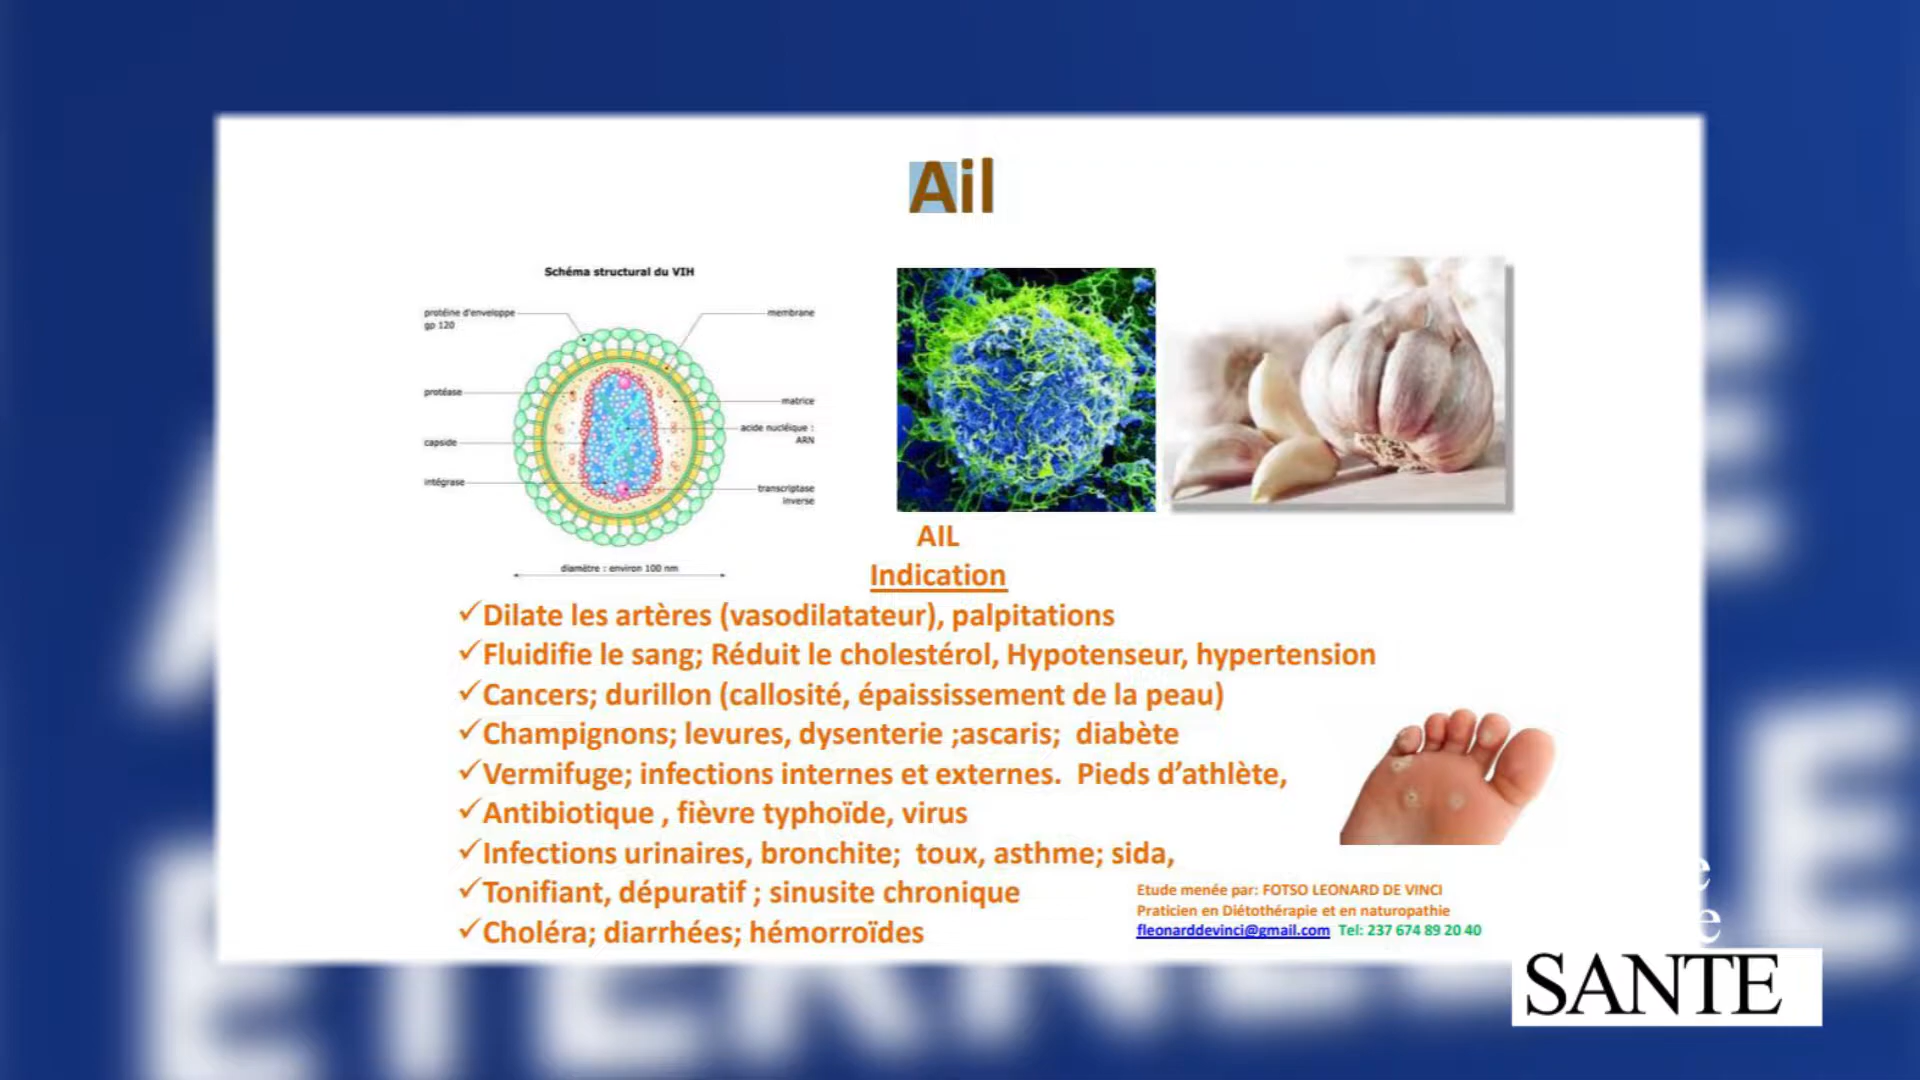 Ail
Schéma structural du VIH
protéine d'enveloppe
gp 120
membrane
protéase
matrice
acide nucléique :
ARN
capside
intégrase
transcriptase
inverse
diamètre : environ 100 nm
AIL
Indication
✓Dilate les artères (vasodilatateur), palpitations
✓Fluidifie le sang; Réduit le cholestérol, Hypotenseur, hypertension
✓Cancers; durillon (callosité, épaississement de la peau)
✓Champignons; levures, dysenterie ;ascaris;  diabète
✓Vermifuge; infections internes et externes.  Pieds d'athlète,
✓Antibiotique , fièvre typhoïde, virus
✓Infections urinaires, bronchite;  toux, asthme; sida,
✓Tonifiant, dépuratif ; sinusite chronique
✓Choléra; diarrhées; hémorroïdes
Etude menée par: FOTSO LEONARD DE VINCI
Praticien en Diétothérapie et en naturopathie
fleonarddevinci@gmail.com  Tel: 237 674 89 20 40
SANTE